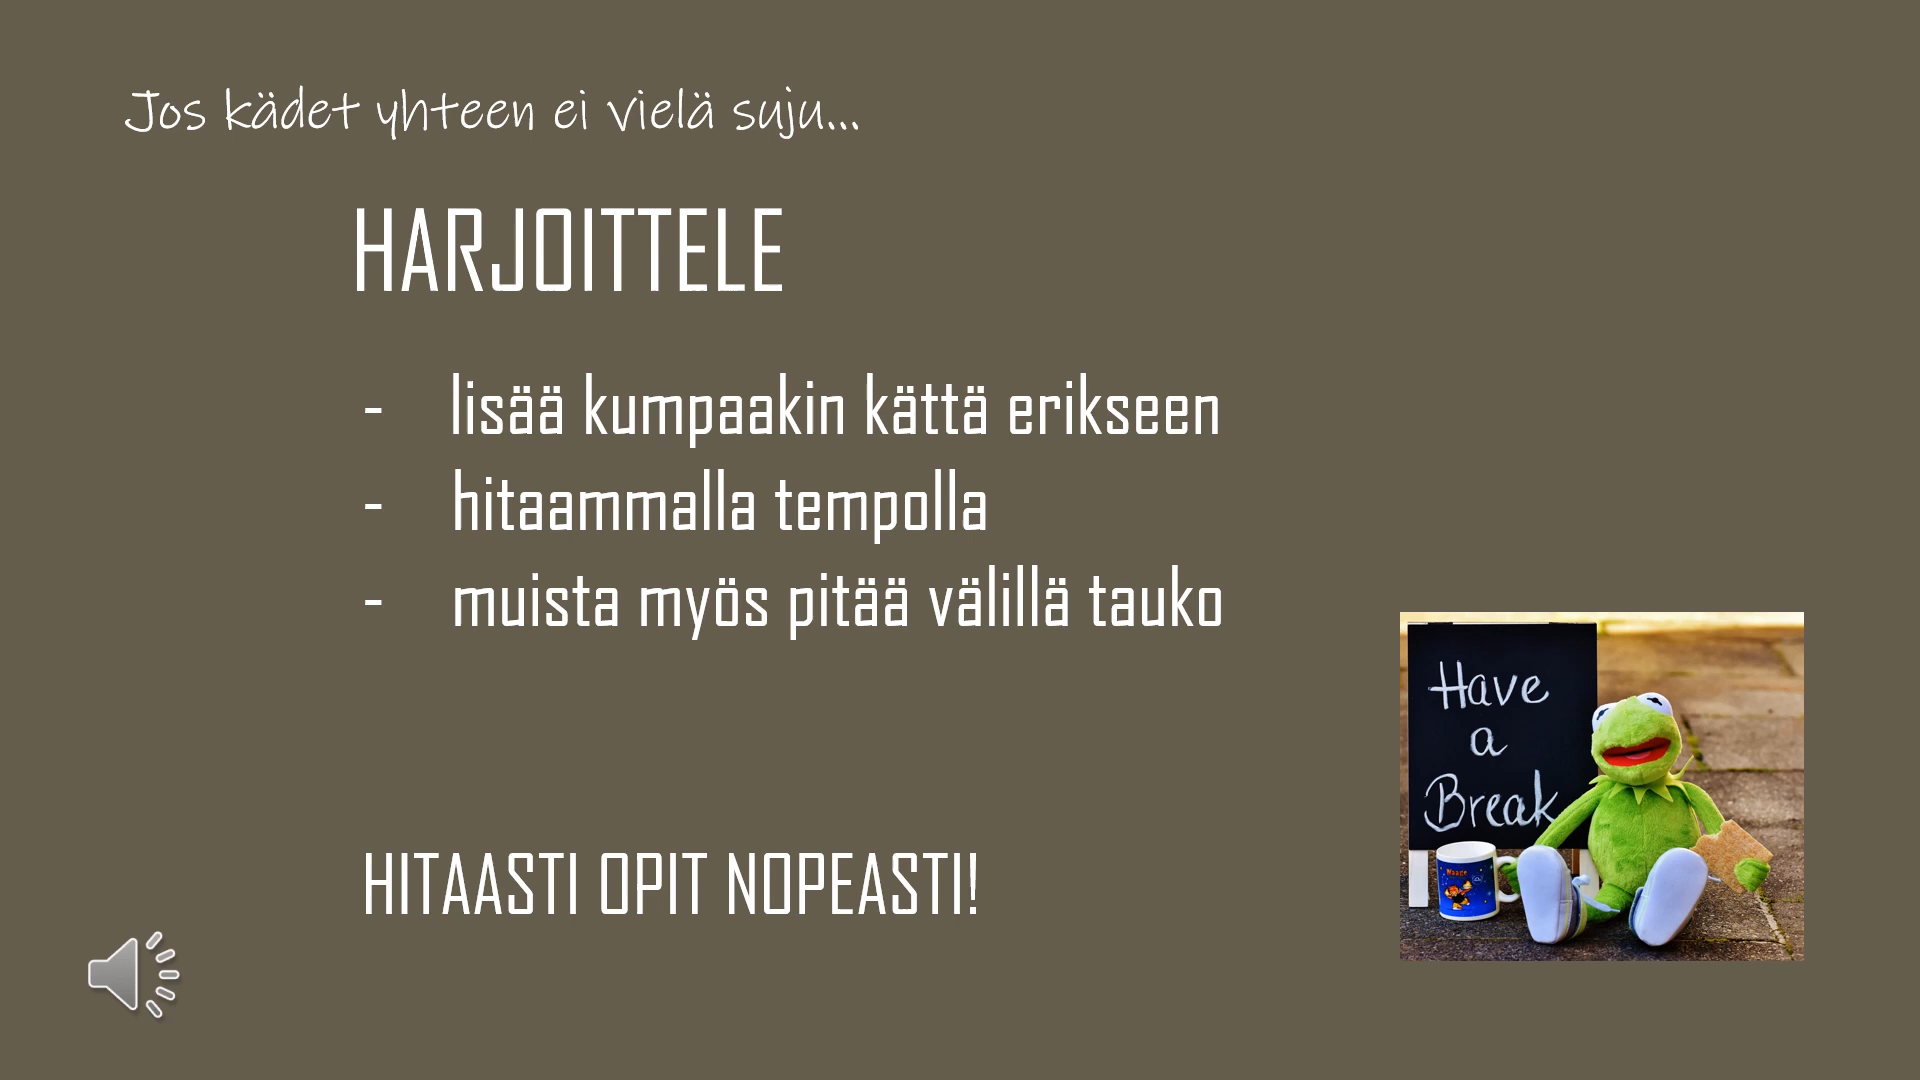 Jos kädet yhteen ei vielä suju...
HARJOITTELE
- lisää kumpaakin kättä erikseen
- hitaammalla tempolla
- muista myös pitää välillä tauko
Have
a
Break
HITAASTI OPIT NOPEASTI!